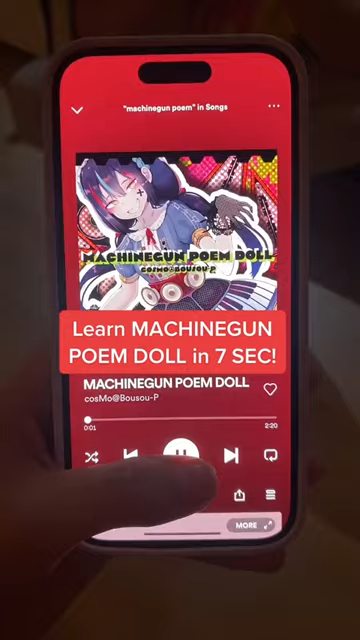 "machinegun poem" in Songs
MACHINEGUN POEM DOLL
cosMo@Bousou-P
Learn MACHINEGUN
POEM DOLL in 7 SEC!
MACHINEGUN POEM DOLL
cosMo@Bousou-P
0:01
2:20
MORE